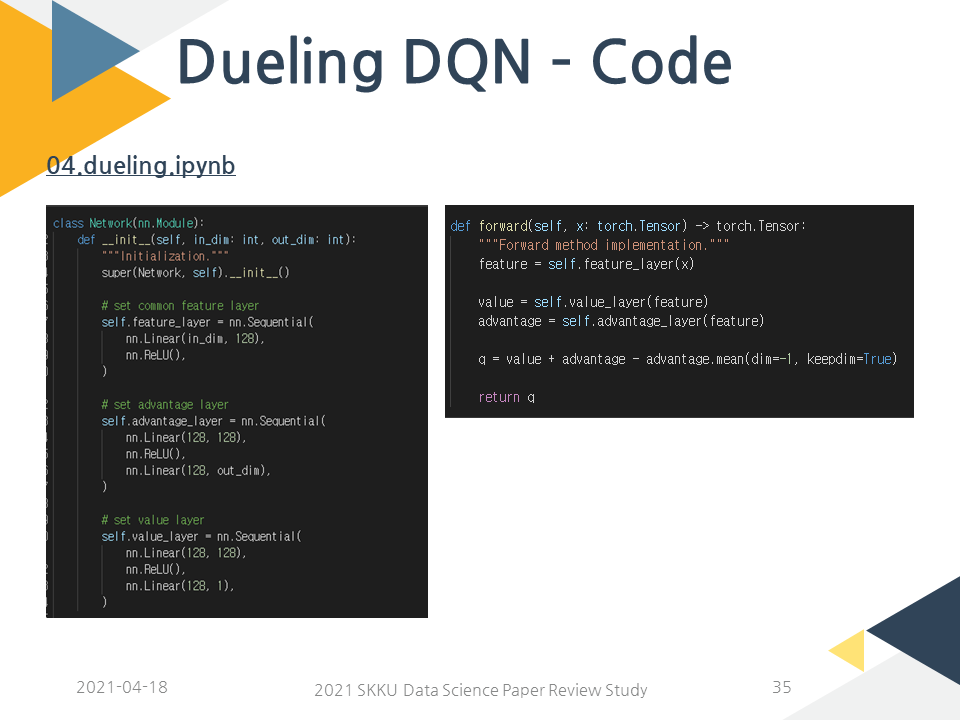 Dueling DQN - Code
04.dueling.ipynb
class Network(nn.Module):
def __init__(self, in_dim: int, out_dim: int):
"""Initialization."""
super(Network, self).__init__()
# set common feature layer
self.feature_layer = nn.Sequential(
nn.Linear(in_dim, 128),
nn.ReLU(),
)
# set advantage layer
self.advantage_layer = nn.Sequential(
nn.Linear(128, 128),
nn.ReLU(),
nn.Linear(128, out_dim),
)
# set value layer
self.value_layer = nn.Sequential(
nn.Linear(128, 128),
nn.ReLU(),
nn.Linear(128, 1),
)
def forward(self, x: torch.Tensor) -> torch.Tensor:
"""Forward method implementation."""
feature = self.feature_layer(x)
value = self.value_layer(feature)
advantage = self.advantage_layer(feature)
q = value + advantage - advantage.mean(dim=-1, keepdim=True)
return q
2021-04-18
2021 SKKU Data Science Paper Review Study
35